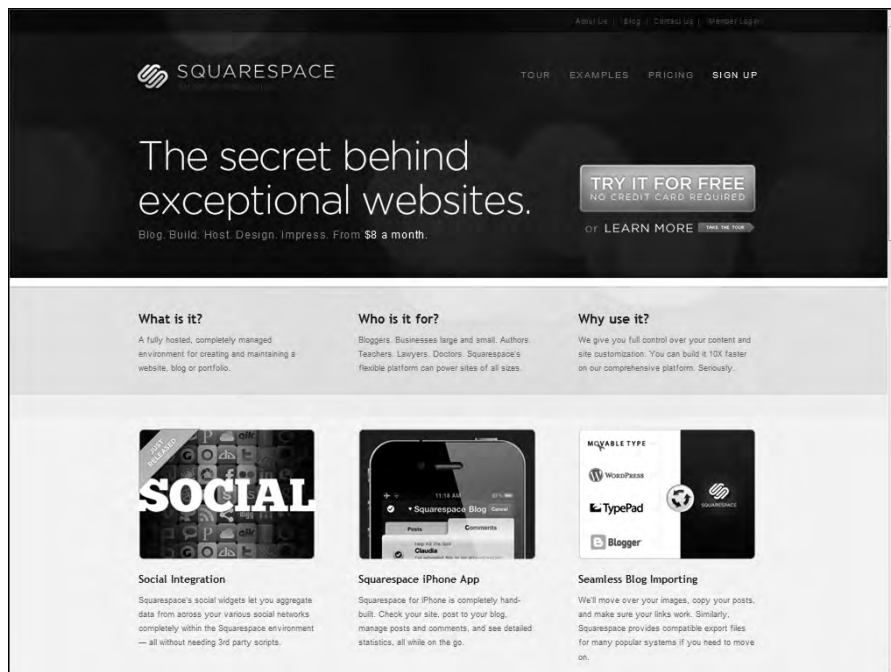 About Us | Blog | Contact Us | Member Login
SQUARESPACE
TOUR EXAMPLES PRICING SIGN UP
The secret behind
exceptional websites.
Blog. Build. Host. Design. Impress. From $8 a month.
TRY IT FOR FREE
NO CREDIT CARD REQUIRED
or LEARN MORE TAKE THE TOUR
What is it?
A fully hosted, completely managed
environment for creating and maintaining a
website, blog or portfolio.
Who is it for?
Bloggers. Businesses large and small. Authors.
Teachers. Lawyers. Doctors. Squarespace's
flexible platform can power sites of all sizes.
Why use it?
We give you full control over your content and
site customization. You can build it 10X faster
on our comprehensive platform. Seriously.
JUST
RELEASED
SOCIAL
Social Integration
Squarespace's social widgets let you aggregate
data from across your various social networks
completely within the Squarespace environment
— all without needing 3rd party scripts.
11:18 AM
Squarespace Blog Cancel
Posts Comments
Claudia
Squarespace iPhone App
Squarespace for iPhone is completely hand-
built. Check your site, post to your blog,
manage posts and comments, and see detailed
statistics, all while on the go.
MOVABLE TYPE
WORDPRESS
TypePad
Blogger
SQUARESPACE
Seamless Blog Importing
We'll move over your images, copy your posts,
and make sure your links work. Similarly,
Squarespace provides compatible export files
for many popular systems if you need to move
on.